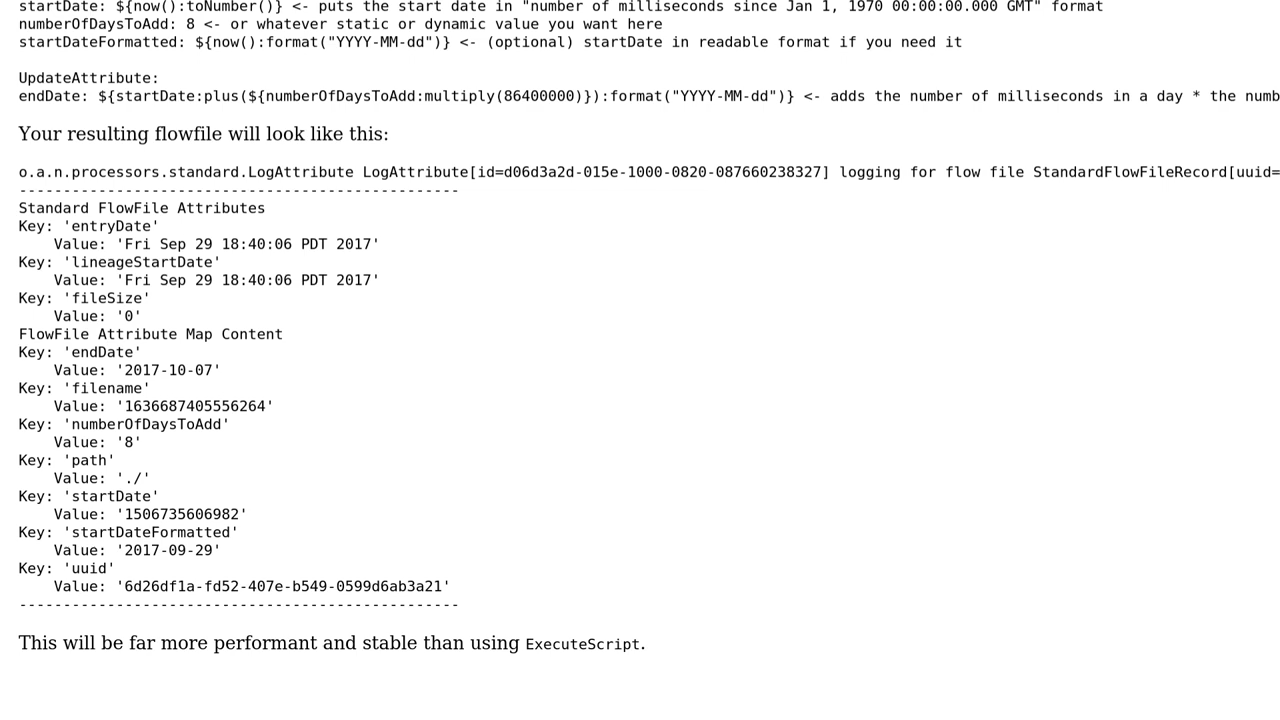 startDate: ${now():toNumber()} <- puts the start date in "number of milliseconds since Jan 1, 1970 00:00:00.000 GMT" format
numberOfDaysToAdd: 8 <- or whatever static or dynamic value you want here
startDateFormatted: ${now():format("YYYY-MM-dd")} <- (optional) startDate in readable format if you need it
UpdateAttribute:
endDate: ${startDate:plus(${numberOfDaysToAdd:multiply(86400000)}):format("YYYY-MM-dd")} <- adds the number of milliseconds in a day * the numb
Your resulting flowfile will look like this:
o.a.n.processors.standard.LogAttribute LogAttribute[id=d06d3a2d-015e-1000-0820-087660238327] logging for flow file StandardFlowFileRecord[uuid=
--------------------------------------------------
Standard FlowFile Attributes
Key: 'entryDate'
Value: 'Fri Sep 29 18:40:06 PDT 2017'
Key: 'lineageStartDate'
Value: 'Fri Sep 29 18:40:06 PDT 2017'
Key: 'fileSize'
Value: '0'
FlowFile Attribute Map Content
Key: 'endDate'
Value: '2017-10-07'
Key: 'filename'
Value: '1636687405556264'
Key: 'numberOfDaysToAdd'
Value: '8'
Key: 'path'
Value: './'
Key: 'startDate'
Value: '1506735606982'
Key: 'startDateFormatted'
Value: '2017-09-29'
Key: 'uuid'
Value: '6d26df1a-fd52-407e-b549-0599d6ab3a21'
--------------------------------------------------
This will be far more performant and stable than using ExecuteScript.